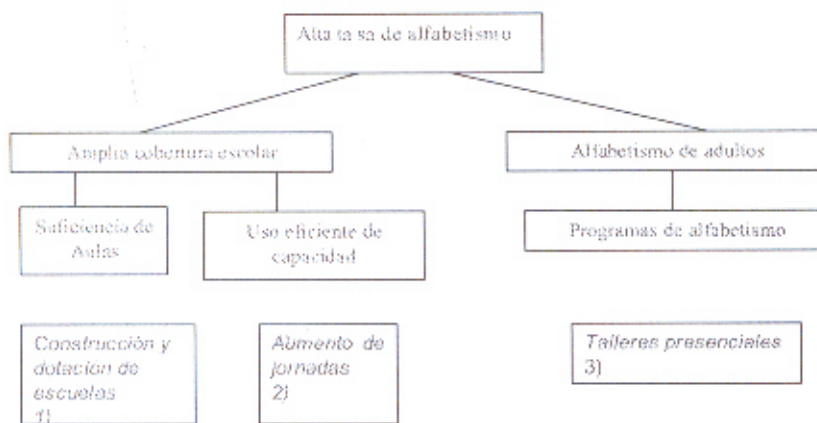 Alta ta sa de alfabetismo
Amplia cobertura escolar
Alfabetismo de adultos
Suficiencia de
Aulas
Uso eficiente de
capacidad
Programas de alfabetismo
Construcción y
dotacion de
escuelas
1)
Aumento de
jornadas
2)
Talleres presenciales
3)